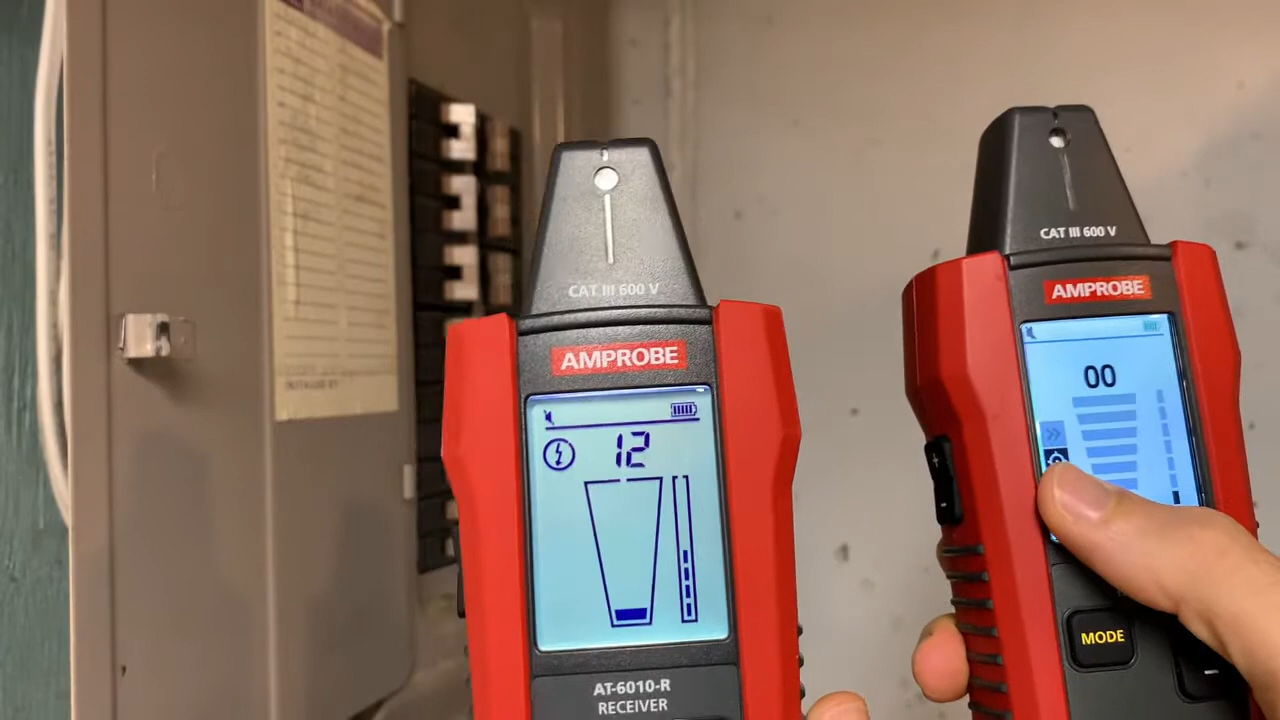 CAT III 600 V
AMPROBE
12
AT-6010-R
RECEIVER
CAT III 600 V
AMPROBE
00
MODE